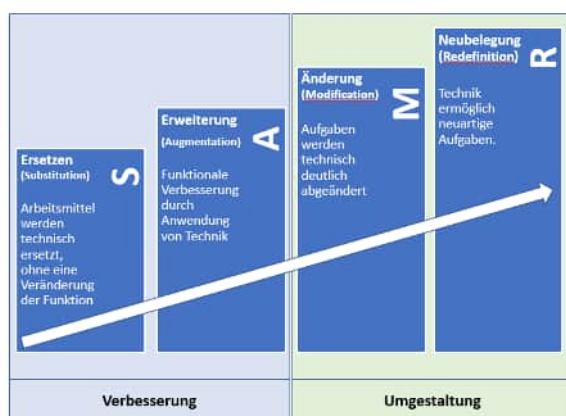 Ersetzen
(Substitution)
S
Arbeitsmittel
werden
technisch
ersetzt,
ohne eine
Veränderung
der Funktion
Erweiterung
(Augmentation)
A
Funktionale
Verbesserung
durch
Anwendung
von Technik
Änderung
(Modification)
M
Aufgaben
werden
technisch
deutlich
abgeändert
Neubelegung
(Redefinition)
R
Technik
ermöglich
neuartige
Aufgaben.
Verbesserung
Umgestaltung